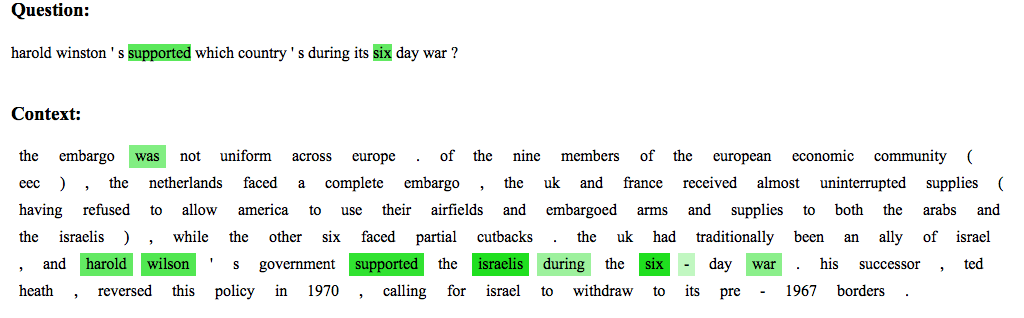 Question:
harold winston ' s supported which country ' s during its six day war ?
Context:
the embargo was not uniform across europe . of the nine members of the european economic community (
eec ) , the netherlands faced a complete embargo , the uk and france received almost uninterrupted supplies (
having refused to allow america to use their airfields and embargoed arms and supplies to both the arabs and
the israelis ) , while the other six faced partial cutbacks . the uk had traditionally been an ally of israel
, and harold wilson ' s government supported the israelis during the six - day war . his successor , ted
heath , reversed this policy in 1970 , calling for israel to withdraw to its pre - 1967 borders .